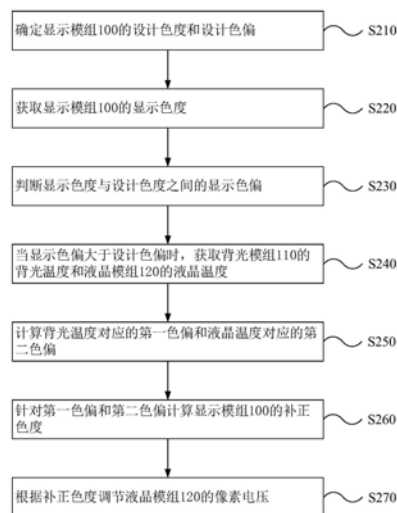 确定显示模组100的设计色度和设计色偏
S210
获取显示模组100的显示色度
S220
判断显示色度与设计色度之间的显示色偏
S230
当显示色偏大于设计色偏时，获取背光模组110的
背光温度和液晶模组120的液晶温度
S240
计算背光温度对应的第一色偏和液晶温度对应的第
二色偏
S250
针对第一色偏和第二色偏计算显示模组100的补正
色度
S260
根据补正色度调节液晶模组120的像素电压
S270